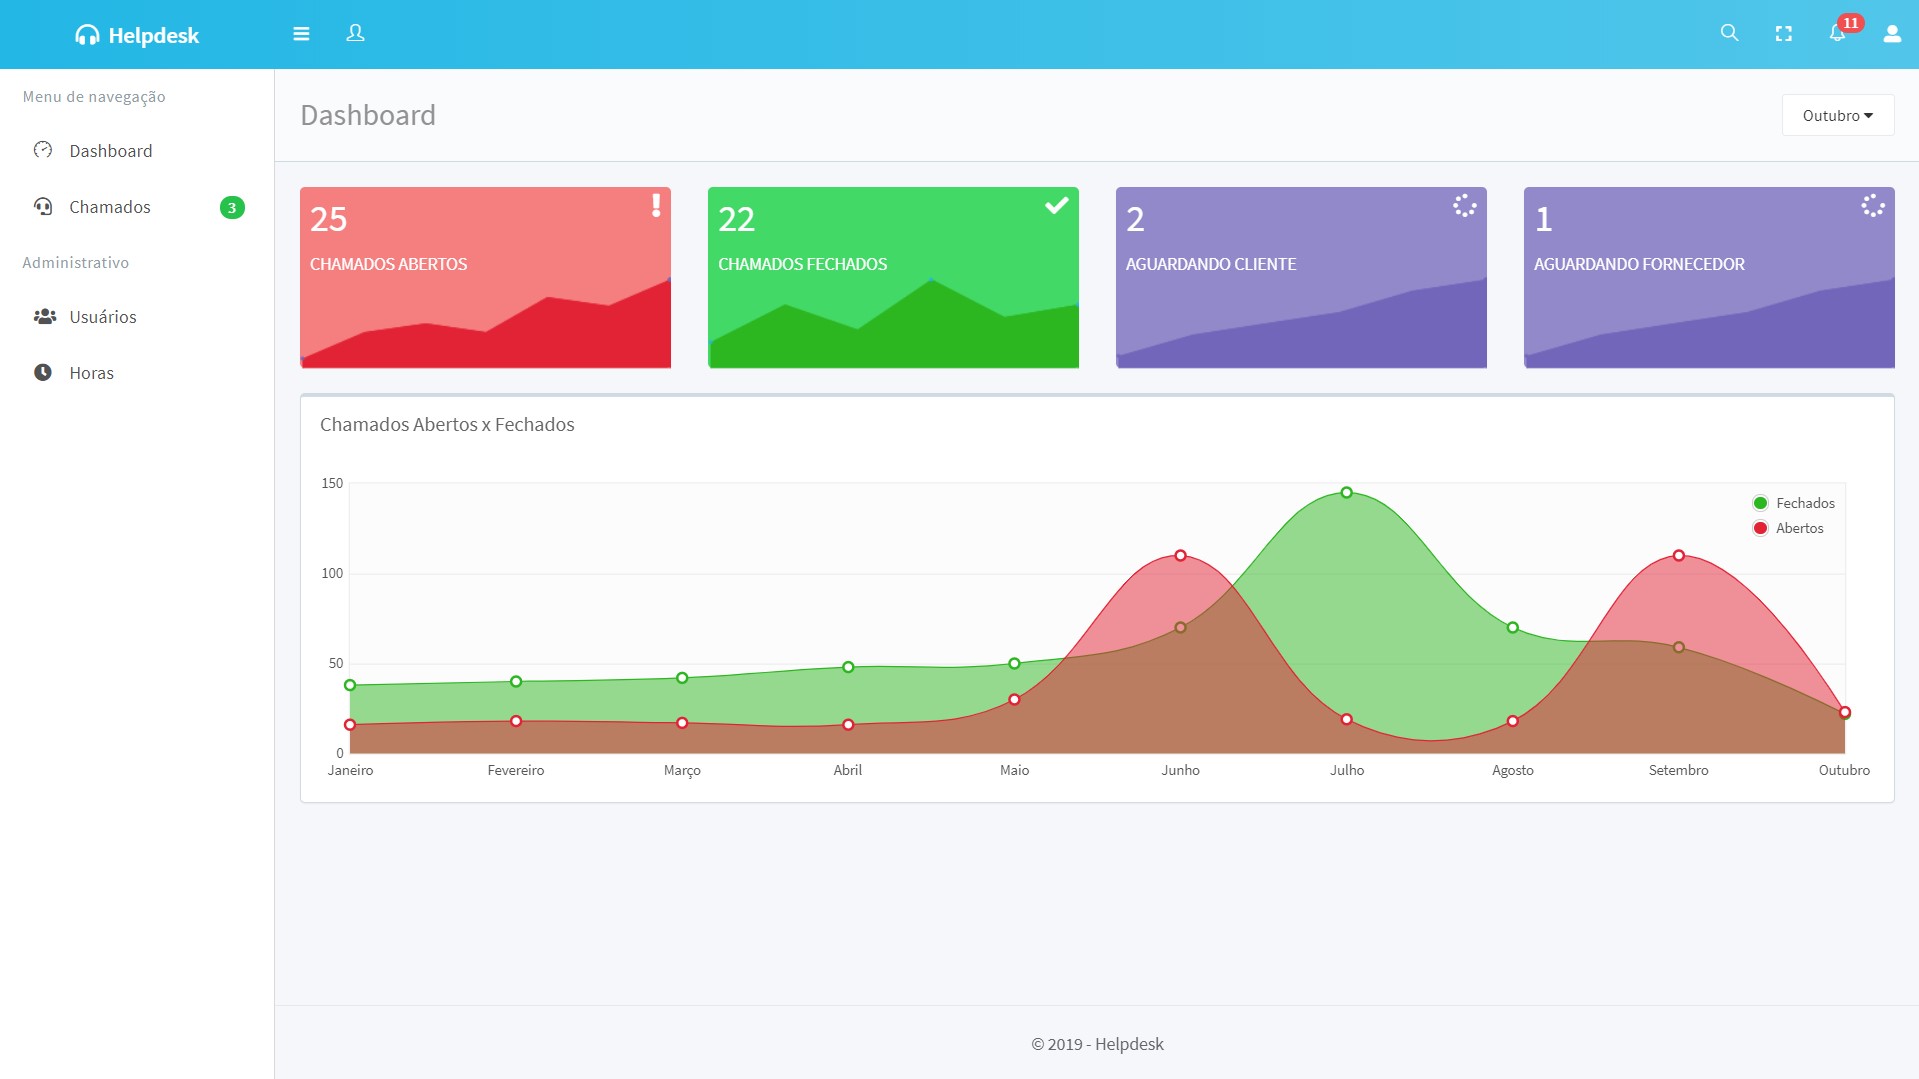 Helpdesk
11
Menu de navegação
Dashboard
Chamados 3
Administrativo
Usuários
Horas
Dashboard
Outubro
25
CHAMADOS ABERTOS
22
CHAMADOS FECHADOS
2
AGUARDANDO CLIENTE
1
AGUARDANDO FORNECEDOR
Chamados Abertos x Fechados
150
100
50
0
Fechados
Abertos
Janeiro Fevereiro Março Abril Maio Junho Julho Agosto Setembro Outubro
© 2019 - Helpdesk